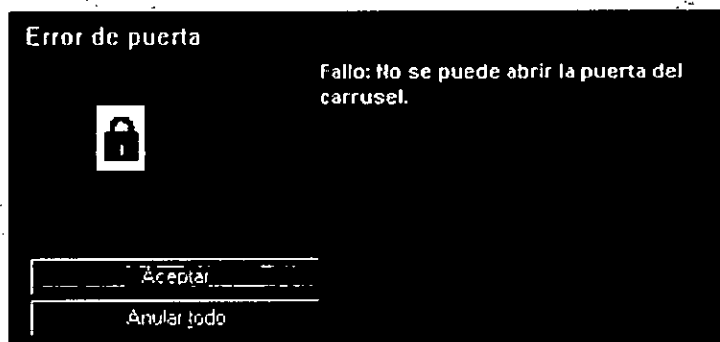 Error de puerta
Fallo: No se puede abrir la puerta del
carrusel.
Aceptar
Anular todo